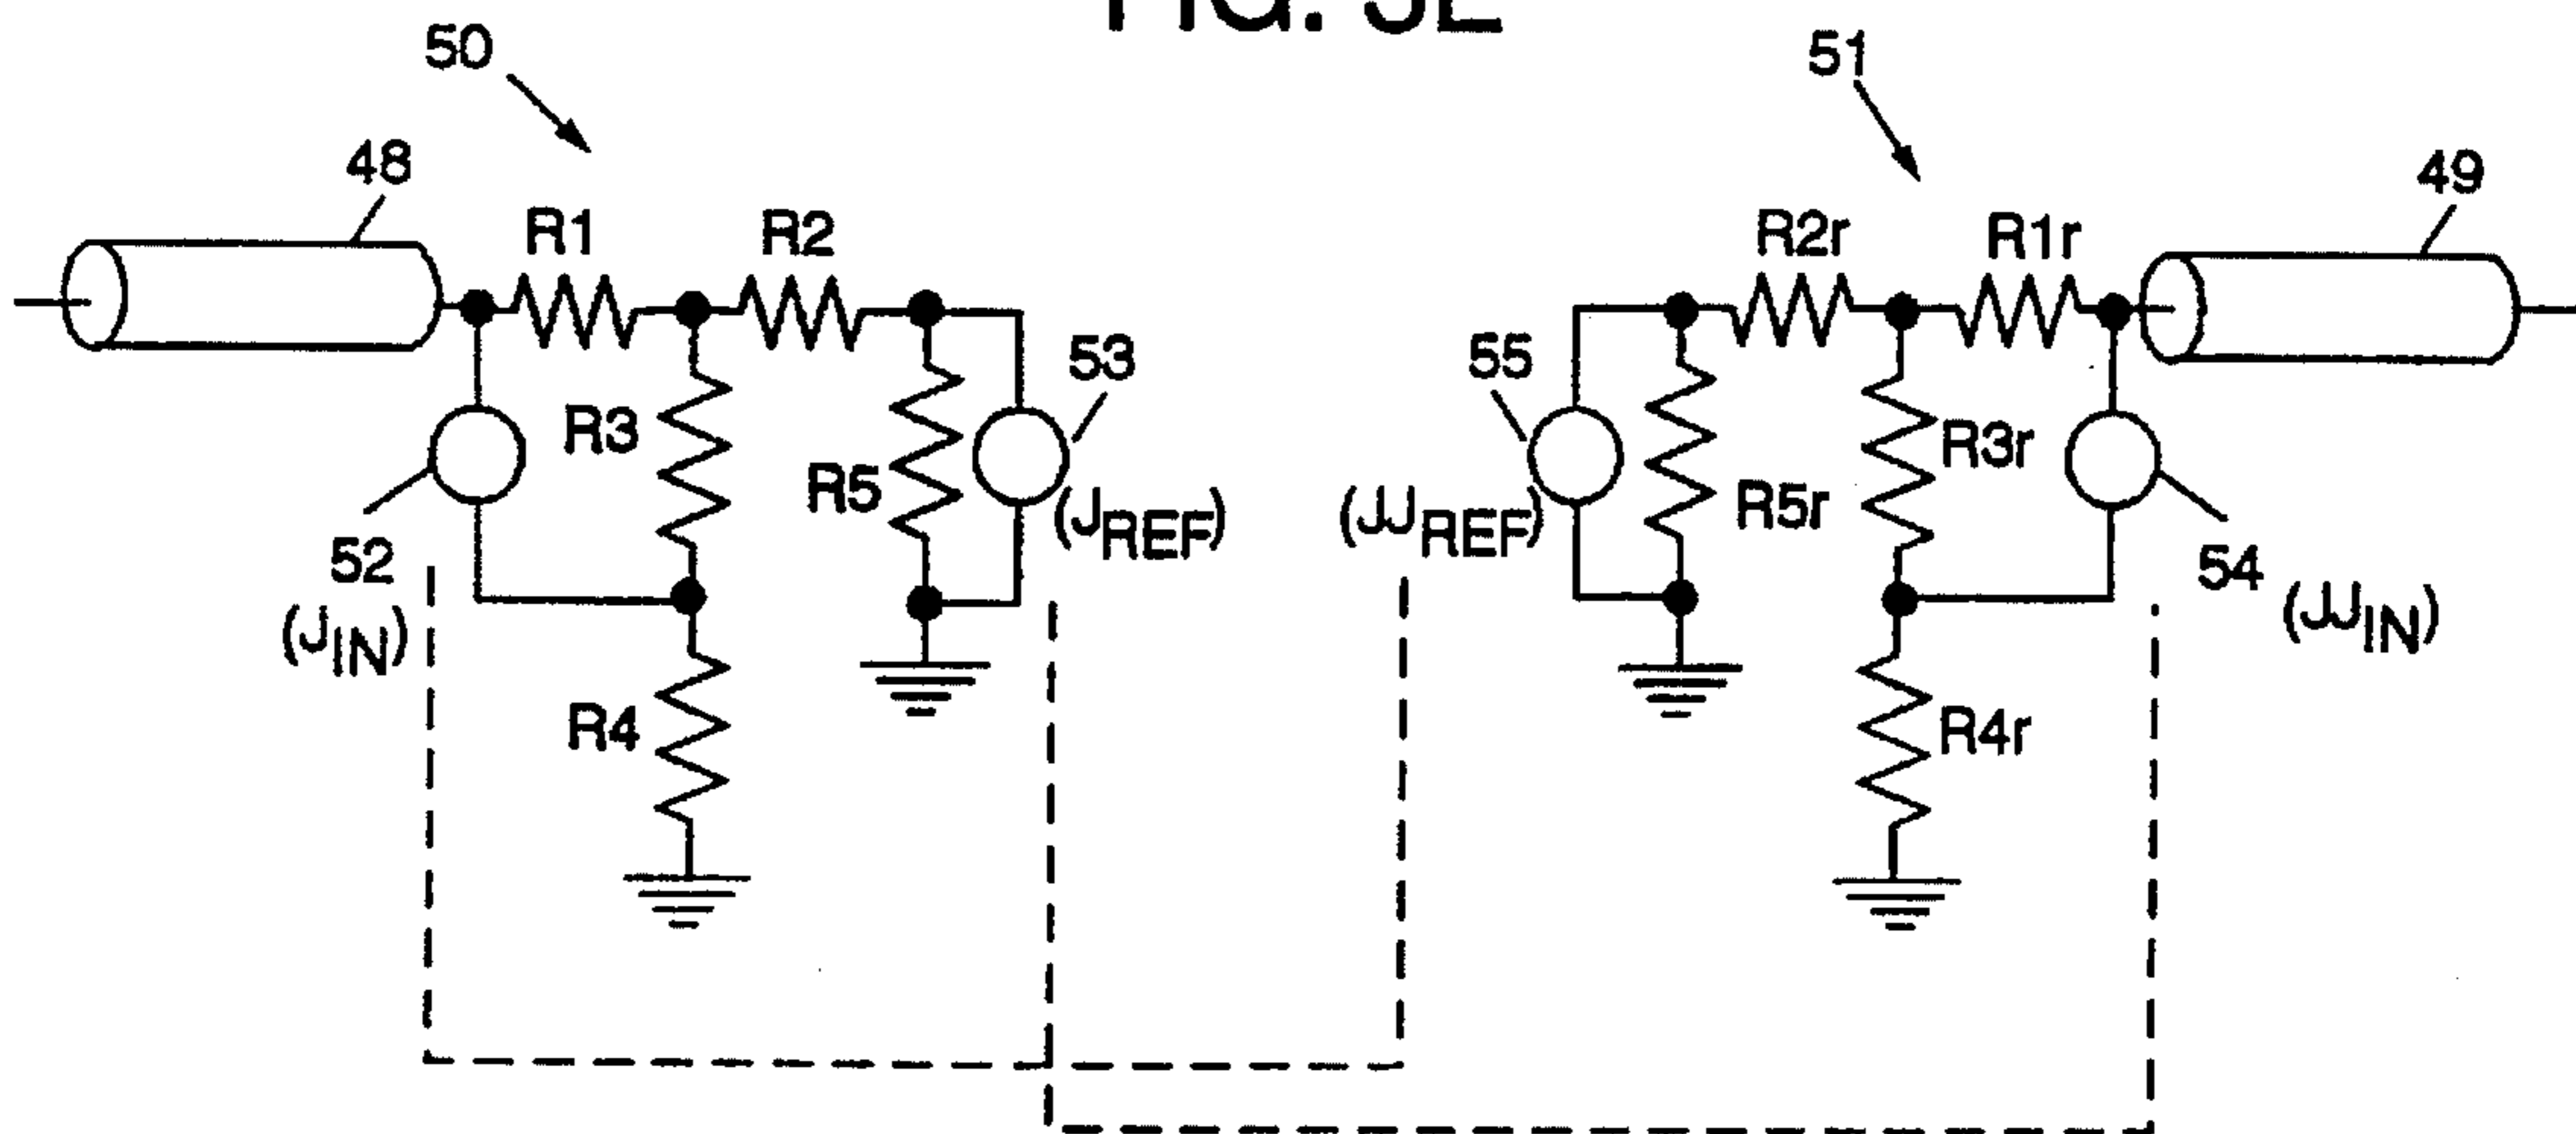 50
51
48
49
R1
R2
R2r
R1r
53
55
R3
R5
R3r
R5r
(J_REF)
(JJ_REF)
52
(J_IN)
54
(JJ_IN)
R4
R4r